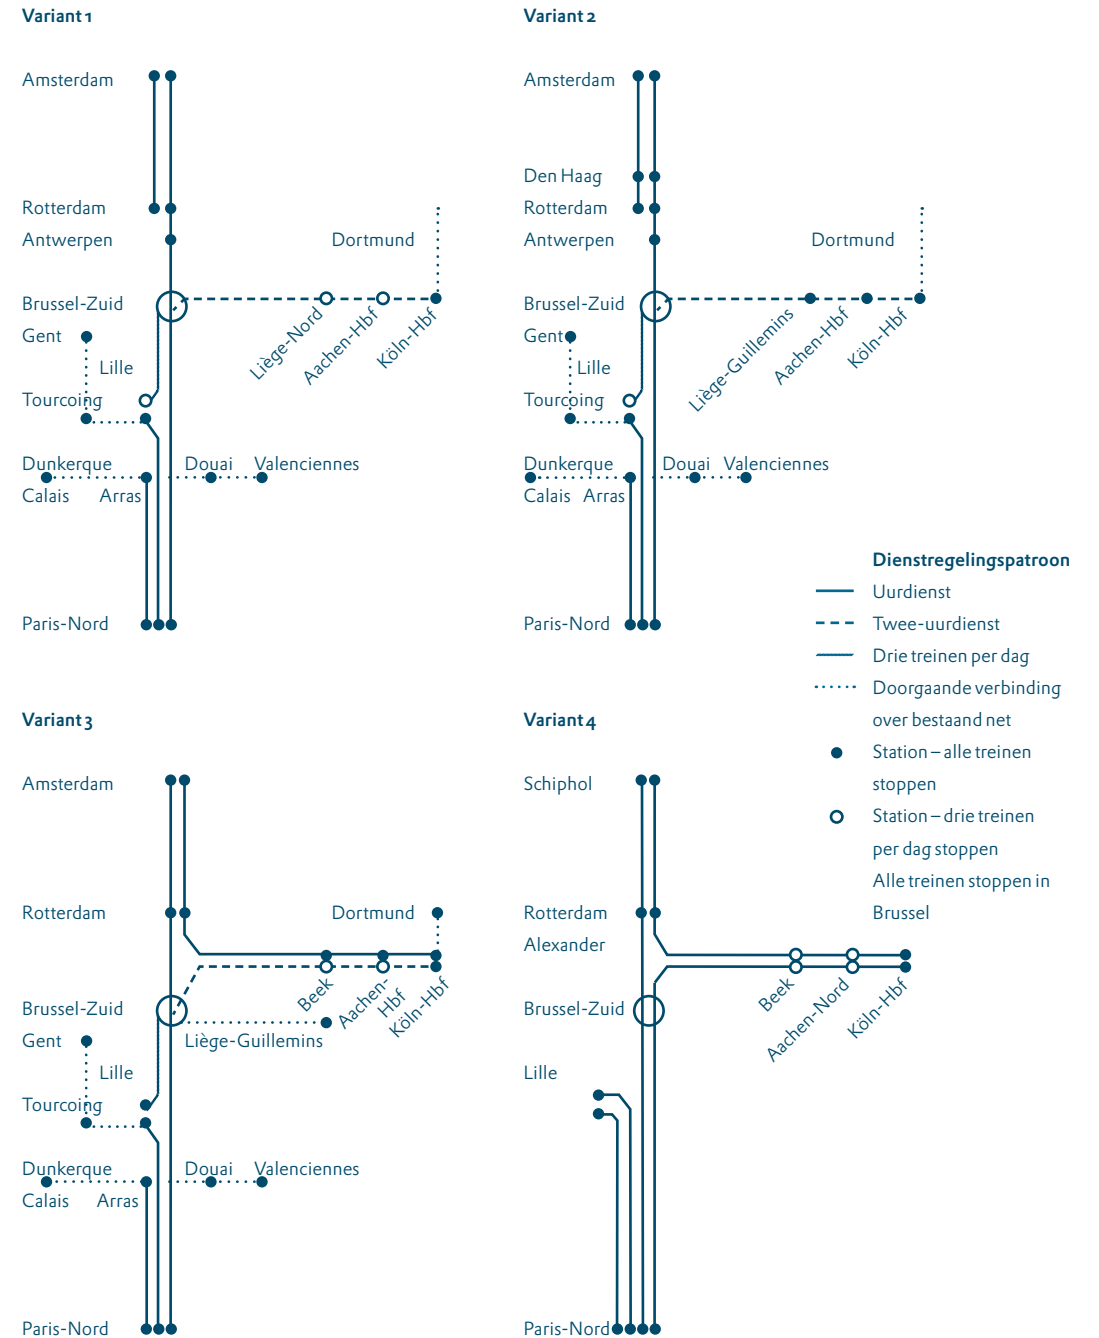 Variant 1
Amsterdam
Rotterdam
Antwerpen
Dortmund
Brussel-Zuid
Gent
Liège-Nord
Aachen-Hbf
Köln-Hbf
Lille
Tourcoing
Dunkerque
Douai
Valenciennes
Calais
Arras
Paris-Nord
Variant 2
Amsterdam
Den Haag
Rotterdam
Antwerpen
Dortmund
Brussel-Zuid
Gent
Liège-Guillemins
Aachen-Hbf
Köln-Hbf
Lille
Tourcoing
Dunkerque
Douai
Valenciennes
Calais
Arras
Paris-Nord
Dienstregelingspatroon
Uurdienst
Twee-uurdienst
Drie treinen per dag
Doorgaande verbinding
over bestaand net
Station – alle treinen
stoppen
Station – drie treinen
per dag stoppen
Alle treinen stoppen in
Brussel
Variant 3
Amsterdam
Rotterdam
Dortmund
Beek
Aachen-
Hbf
Köln-Hbf
Brussel-Zuid
Gent
Liège-Guillemins
Lille
Tourcoing
Dunkerque
Douai
Valenciennes
Calais
Arras
Paris-Nord
Variant 4
Schiphol
Rotterdam
Alexander
Beek
Aachen-Nord
Köln-Hbf
Brussel-Zuid
Lille
Paris-Nord